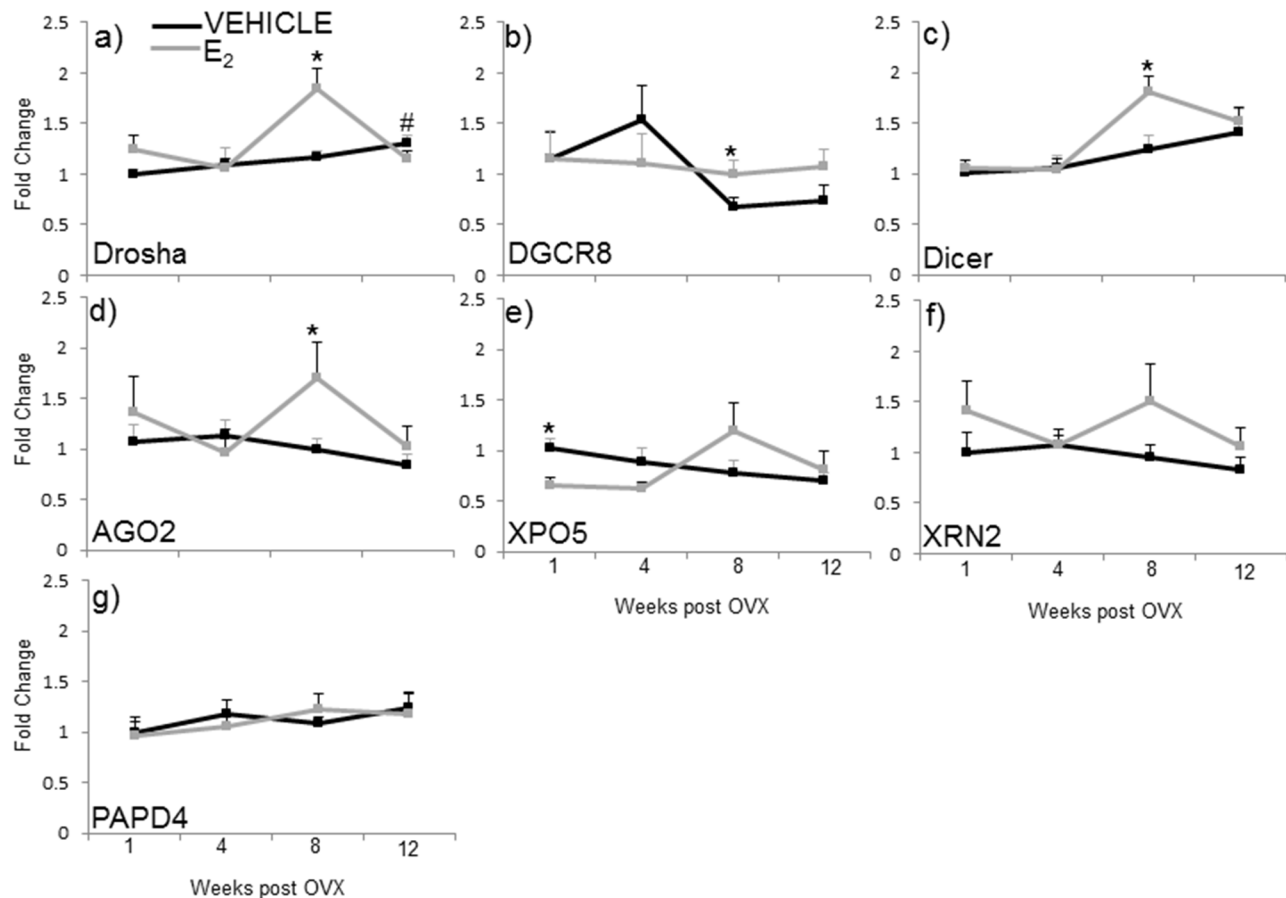 a)
VEHICLE
E₂
*
#
2.5
2
1.5
1
0.5
0
Fold Change
Drosha
b)
*
2.5
2
1.5
1
0.5
0
DGCR8
c)
*
2.5
2
1.5
1
0.5
0
Dicer
d)
*
2.5
2
1.5
1
0.5
0
Fold Change
AGO2
e)
*
2.5
2
1.5
1
0.5
0
XPO5
1 4 8 12
Weeks post OVX
f)
2.5
2
1.5
1
0.5
0
XRN2
1 4 8 12
Weeks post OVX
g)
2.5
2
1.5
1
0.5
0
Fold Change
PAPD4
1 4 8 12
Weeks post OVX